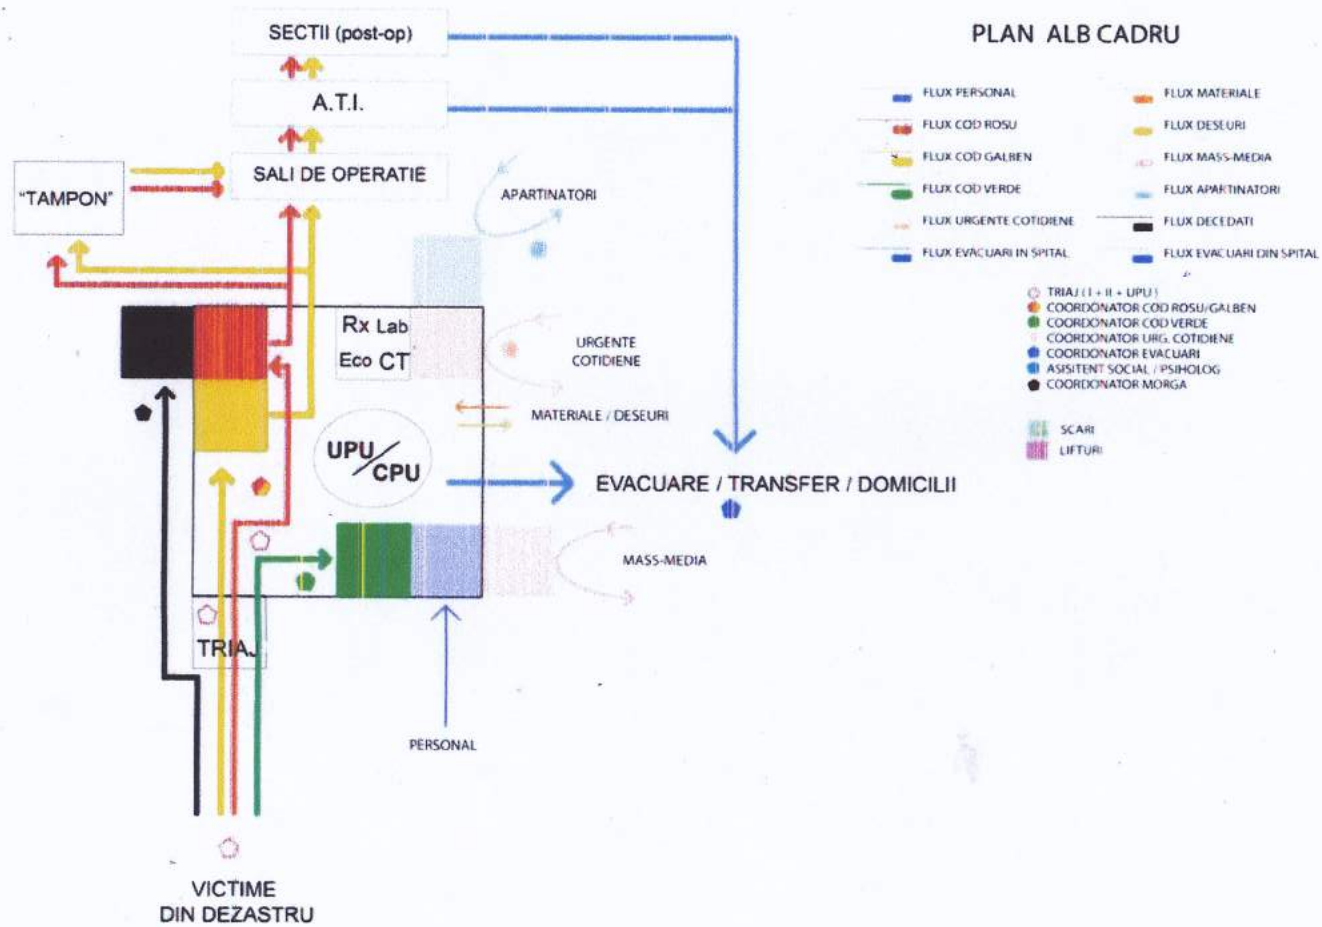 SECTII (post-op)
A.T.I.
SALI DE OPERATIE
"TAMPON"
APARTINATORI
Rx Lab
Eco CT
URGENTE
COTIDIENE
MATERIALE / DESEURI
UPU/
CPU
EVACUARE / TRANSFER / DOMICILII
MASS-MEDIA
TRIAJ
PERSONAL
VICTIME
DIN DEZASTRU
PLAN ALB CADRU
FLUX PERSONAL
FLUX COD ROSU
FLUX COD GALBEN
FLUX COD VERDE
FLUX URGENTE COTIDIENE
FLUX EVACUARI IN SPITAL
FLUX MATERIALE
FLUX DESEURI
FLUX MASS-MEDIA
FLUX APARTINATORI
FLUX DECEDATI
FLUX EVACUARI DIN SPITAL
TRIAJ ( I + II + UPU )
COORDONATOR COD ROSU/GALBEN
COORDONATOR COD VERDE
COORDONATOR URG. COTIDIENE
COORDONATOR EVACUARI
ASISITENT SOCIAL / PSIHOLOG
COORDONATOR MORGA
SCARI
LIFTURI